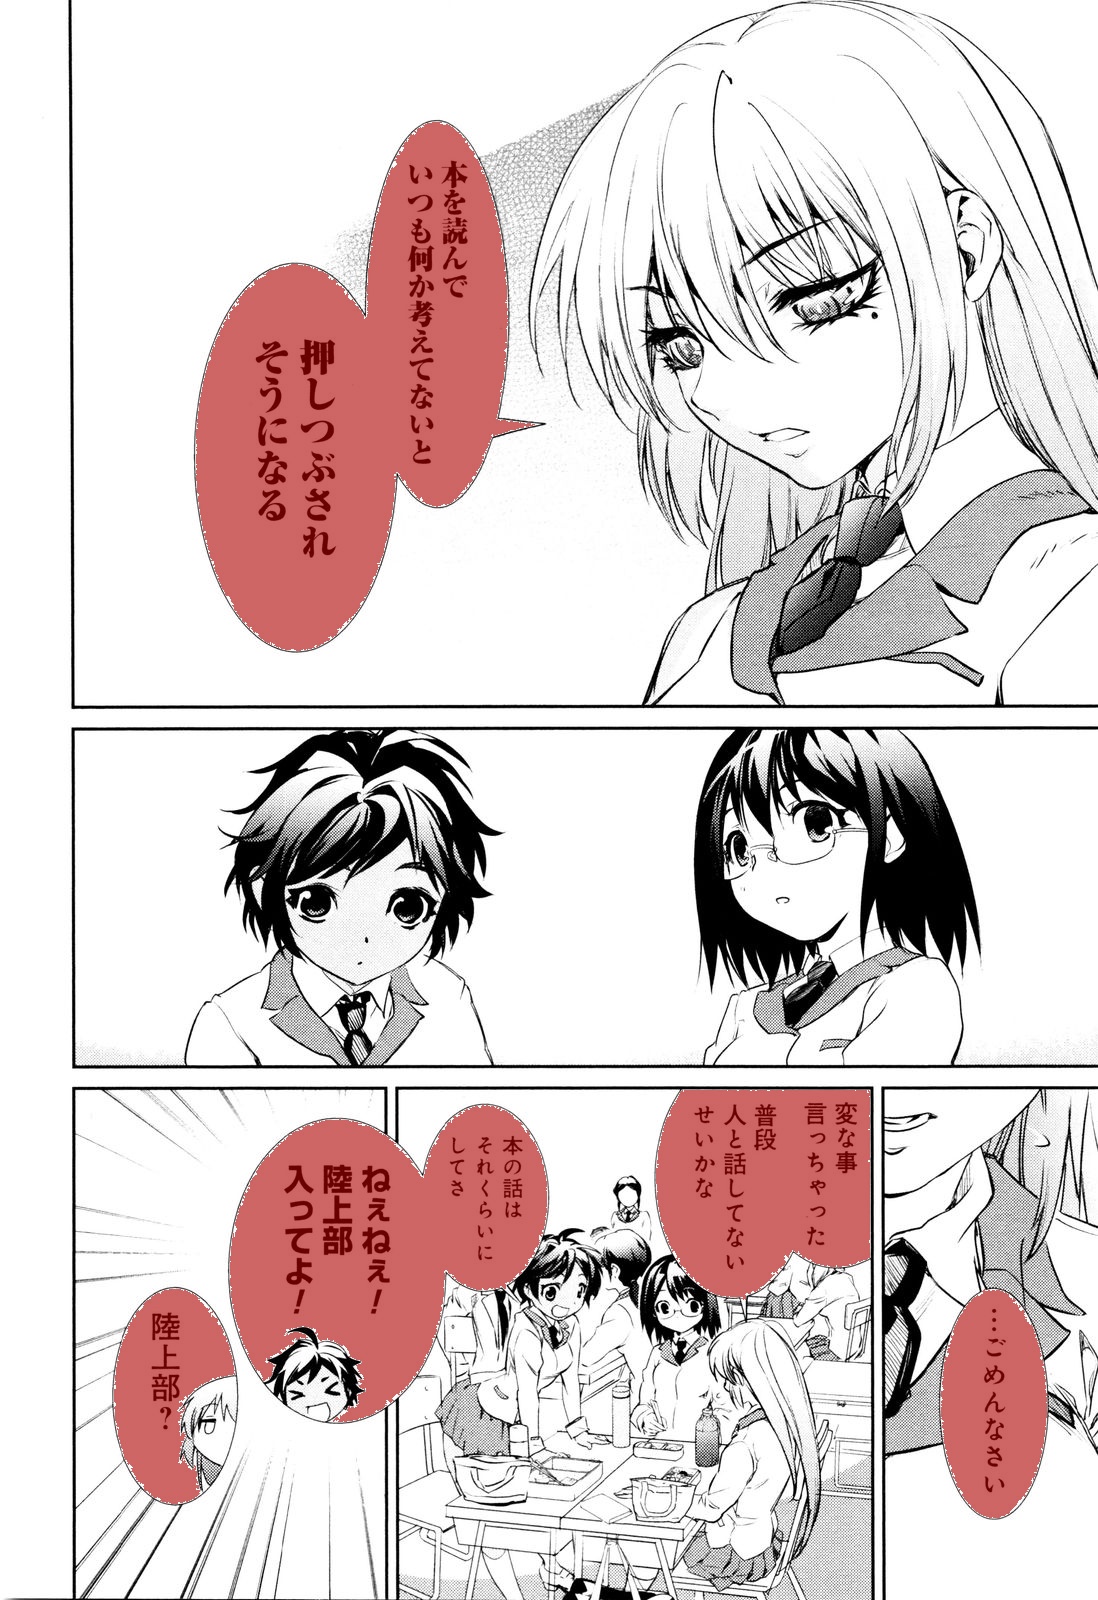 本を読んで
いつも何か考えてないと
押しつぶされ
そうになる
…ごめんなさい
変な事
言っちゃった
普段
人と話してない
せいかな
本の話は
それくらいに
してさ
ねぇねぇ！
陸上部
入ってよ！
陸上部？